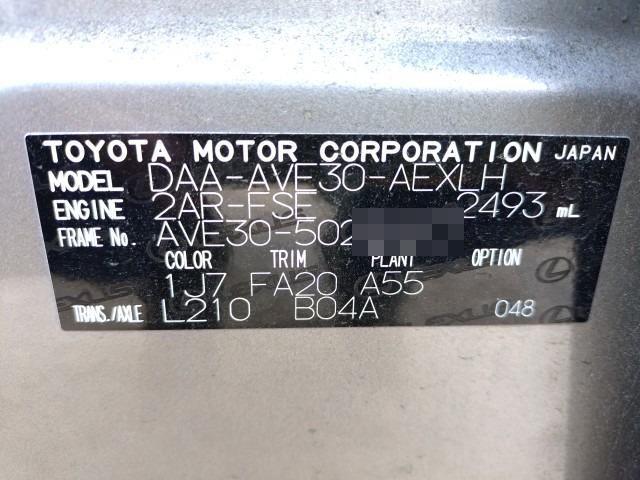 TOYOTA MOTOR CORPORATION JAPAN
MODEL DAA-AVE30-AEXLH
ENGINE 2AR-FSE 2493 mL
FRAME No. AVE30-502
COLOR TRIM PLANT OPTION
1J7 FA20 A55
TRANS./AXLE L210 B04A 048